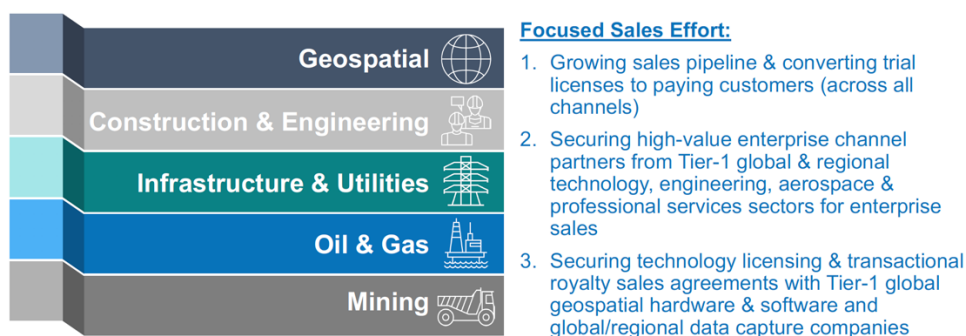 Geospatial
Construction & Engineering
Infrastructure & Utilities
Oil & Gas
Mining
Focused Sales Effort:
1. Growing sales pipeline & converting trial
licenses to paying customers (across all
channels)
2. Securing high-value enterprise channel
partners from Tier-1 global & regional
technology, engineering, aerospace &
professional services sectors for enterprise
sales
3. Securing technology licensing & transactional
royalty sales agreements with Tier-1 global
geospatial hardware & software and
global/regional data capture companies